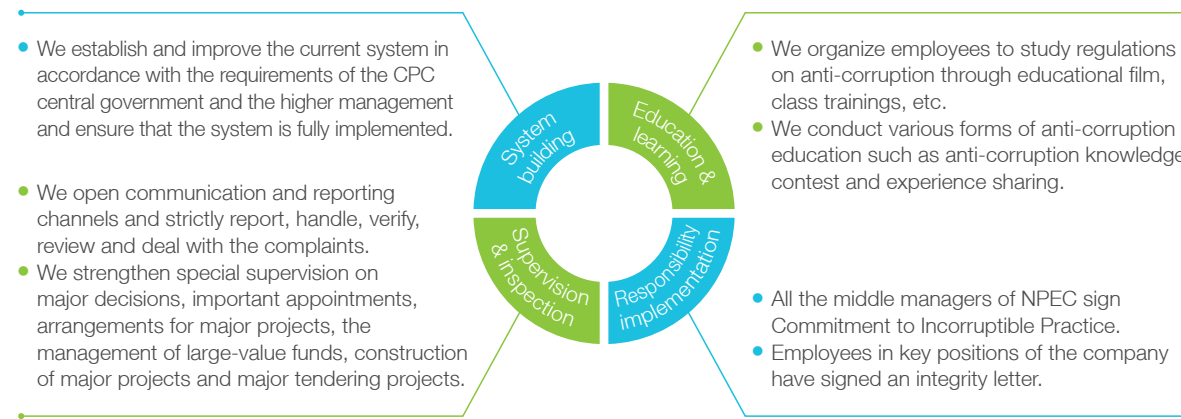 We establish and improve the current system in
accordance with the requirements of the CPC
central government and the higher management
and ensure that the system is fully implemented.
We open communication and reporting
channels and strictly report, handle, verify,
review and deal with the complaints.
We strengthen special supervision on
major decisions, important appointments,
arrangements for major projects, the
management of large-value funds, construction
of major projects and major tendering projects.
System
building
Education &
learning
Supervision
& inspection
Responsibility
implementation
We organize employees to study regulations
on anti-corruption through educational film,
class trainings, etc.
We conduct various forms of anti-corruption
education such as anti-corruption knowledge
contest and experience sharing.
All the middle managers of NPEC sign
Commitment to Incorruptible Practice.
Employees in key positions of the company
have signed an integrity letter.